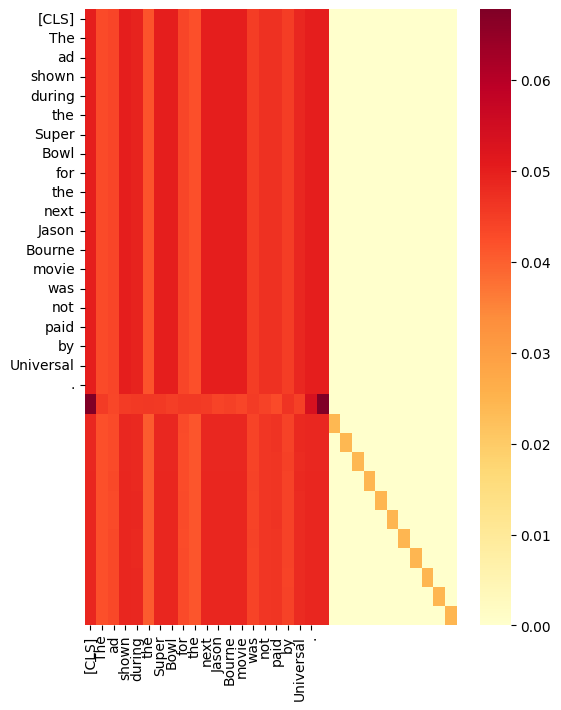 [CLS]
The
ad
shown
during
the
Super
Bowl
for
the
next
Jason
Bourne
movie
was
not
paid
by
Universal
.
0.06
0.05
0.04
0.03
0.02
0.01
0.00
[CLS]
The
ad
shown
during
the
Super
Bowl
for
the
next
Jason
Bourne
movie
was
not
paid
by
Universal
.